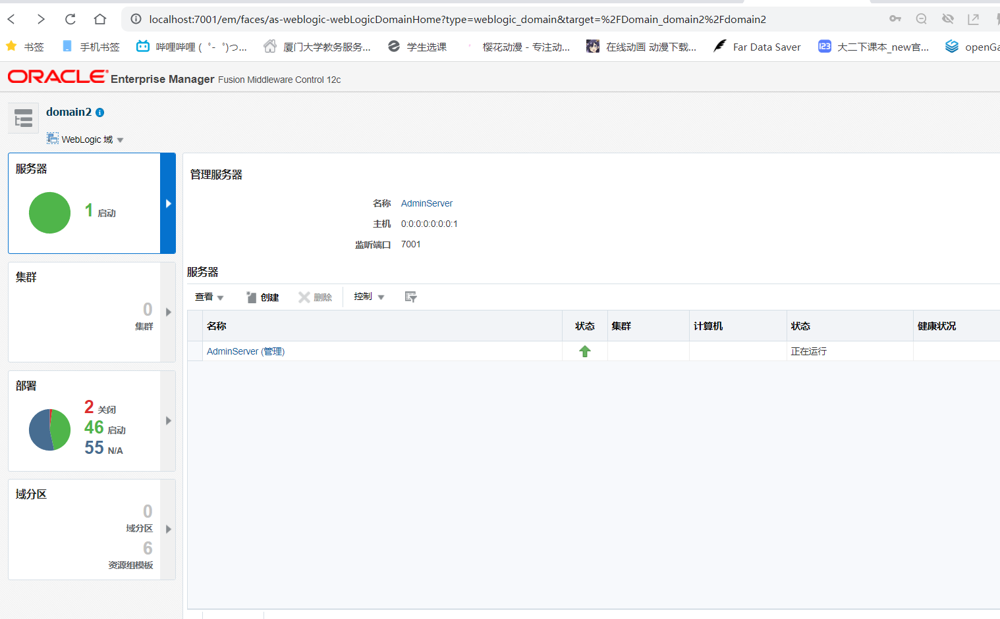 localhost:7001/em/faces/as-weblogic-webLogicDomainHome?type=weblogic_domain&target=%2FDomain_domain2%2Fdomain2
书签 手机书签 哔哩哔哩 (゜-゜)つ... 厦门大学教务服务... 学生选课 樱花动漫 - 专注动... 在线动画 动漫下载... Far Data Saver 123 大二下课本_new官... openGa
ORACLE Enterprise Manager Fusion Middleware Control 12c
domain2
WebLogic 域
服务器
1 启动
集群
0
集群
部署
2 关闭
46 启动
55 N/A
域分区
0
域分区
6
资源组模板
管理服务器
名称 AdminServer
主机 0:0:0:0:0:0:0:1
监听端口 7001
服务器
查看 创建 删除 控制
名称 状态 集群 计算机 状态 健康状况
AdminServer (管理) 正在运行